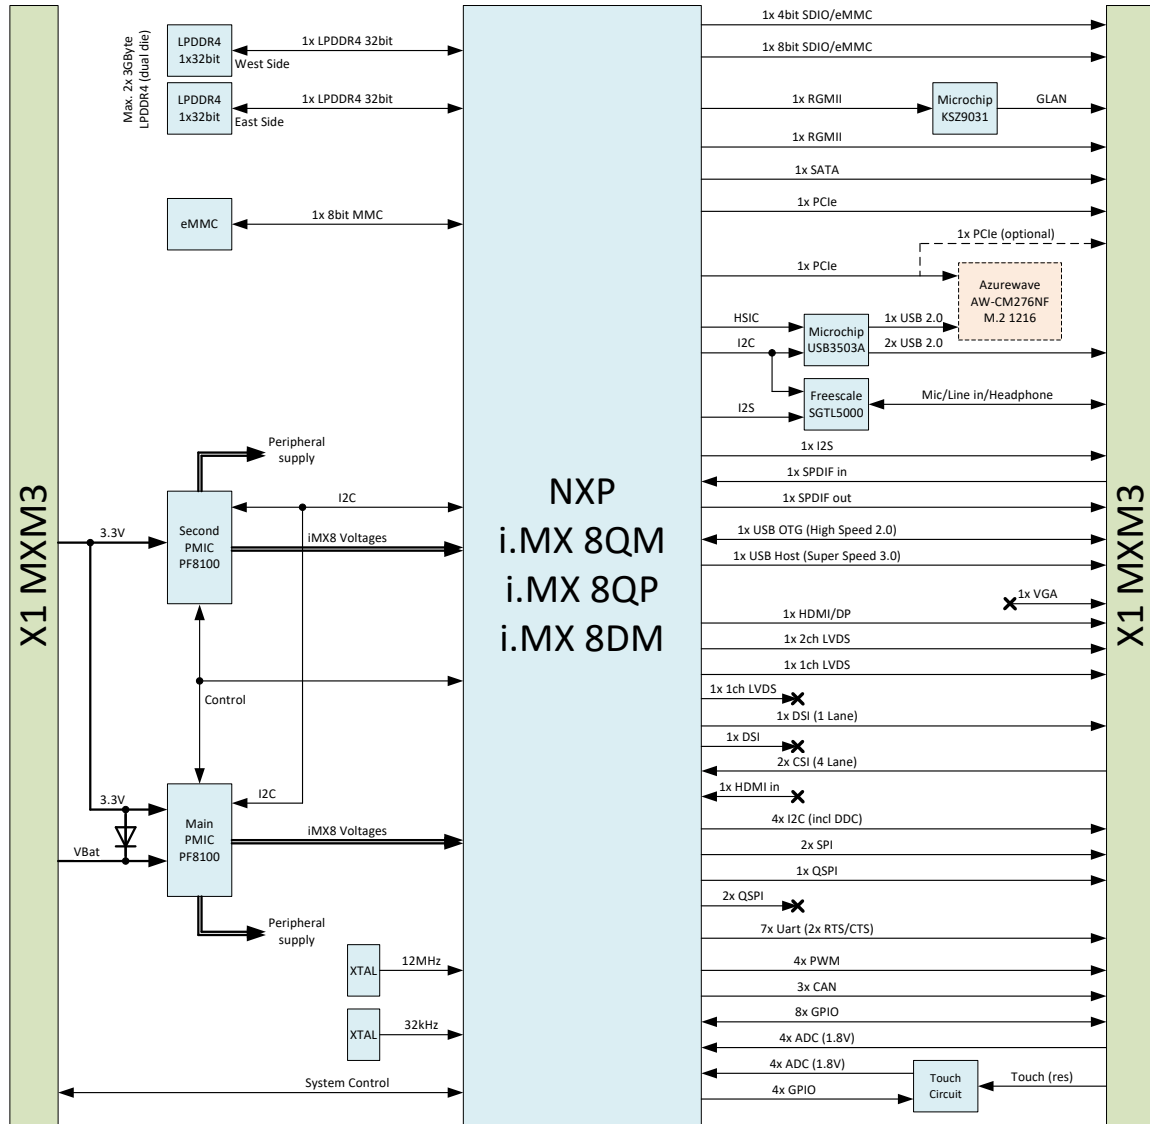 X1 MXM3
Max. 2x 3GByte
LPDDR4 (dual die)
LPDDR4
1x32bit
1x LPDDR4 32bit
West Side
LPDDR4
1x32bit
1x LPDDR4 32bit
East Side
eMMC
1x 8bit MMC
Peripheral
supply
Second
PMIC
PF8100
3.3V
I2C
iMX8 Voltages
Control
3.3V
VBat
Main
PMIC
PF8100
I2C
iMX8 Voltages
Peripheral
supply
XTAL
12MHz
XTAL
32kHz
System Control
NXP
i.MX 8QM
i.MX 8QP
i.MX 8DM
1x 4bit SDIO/eMMC
1x 8bit SDIO/eMMC
1x RGMII
Microchip
KSZ9031
GLAN
1x RGMII
1x SATA
1x PCIe
1x PCIe (optional)
1x PCIe
Azurewave
AW-CM276NF
M.2 1216
HSIC
I2C
Microchip
USB3503A
1x USB 2.0
2x USB 2.0
I2S
Freescale
SGTL5000
Mic/Line in/Headphone
1x I2S
1x SPDIF in
1x SPDIF out
1x USB OTG (High Speed 2.0)
1x USB Host (Super Speed 3.0)
1x VGA
1x HDMI/DP
1x 2ch LVDS
1x 1ch LVDS
1x 1ch LVDS
1x DSI (1 Lane)
1x DSI
2x CSI (4 Lane)
1x HDMI in
4x I2C (incl DDC)
2x SPI
1x QSPI
2x QSPI
7x Uart (2x RTS/CTS)
4x PWM
3x CAN
8x GPIO
4x ADC (1.8V)
4x ADC (1.8V)
4x GPIO
Touch
Circuit
Touch (res)
X1 MXM3